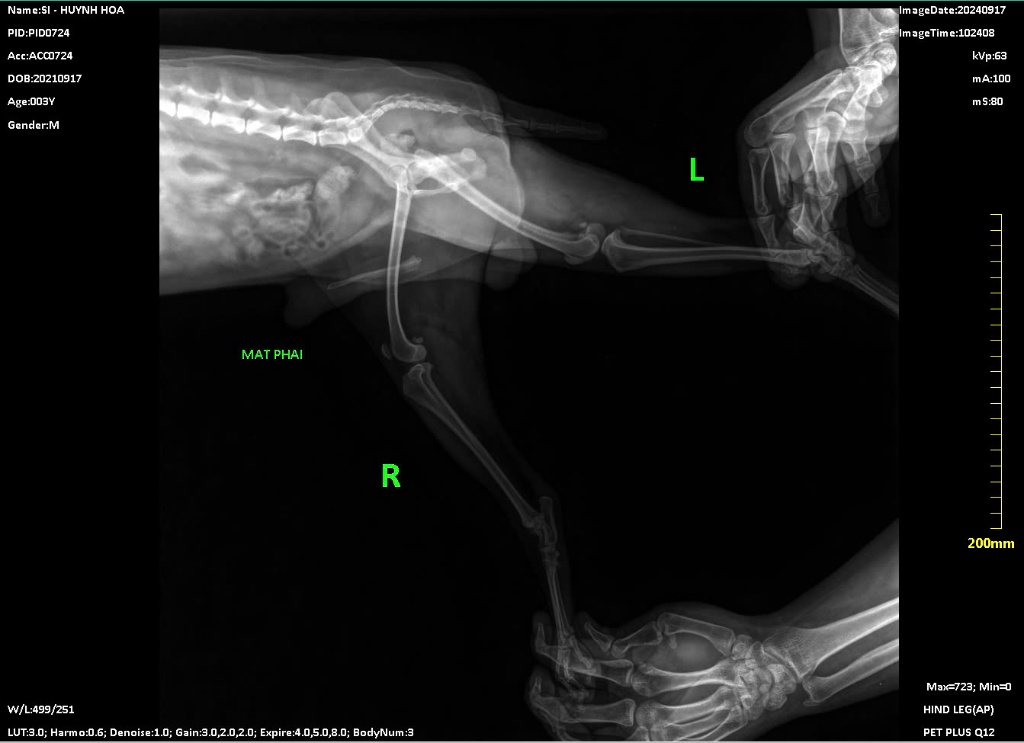 Name:SI - HUYNH HOA
PID:PID0724
Acc:ACC0724
DOB:20210917
Age:003Y
Gender:M
ImageDate:20240917
ImageTime:102408
kVp:63
mA:100
mS:80
L
MAT PHAI
R
200mm
W/L:499/251
LUT:3.0; Harmo:0.6; Denoise:1.0; Gain:3.0,2.0,2.0; Expire:4.0,5.0,8.0; BodyNum:3
Max=723; Min=0
HIND LEG(AP)
PET PLUS Q12